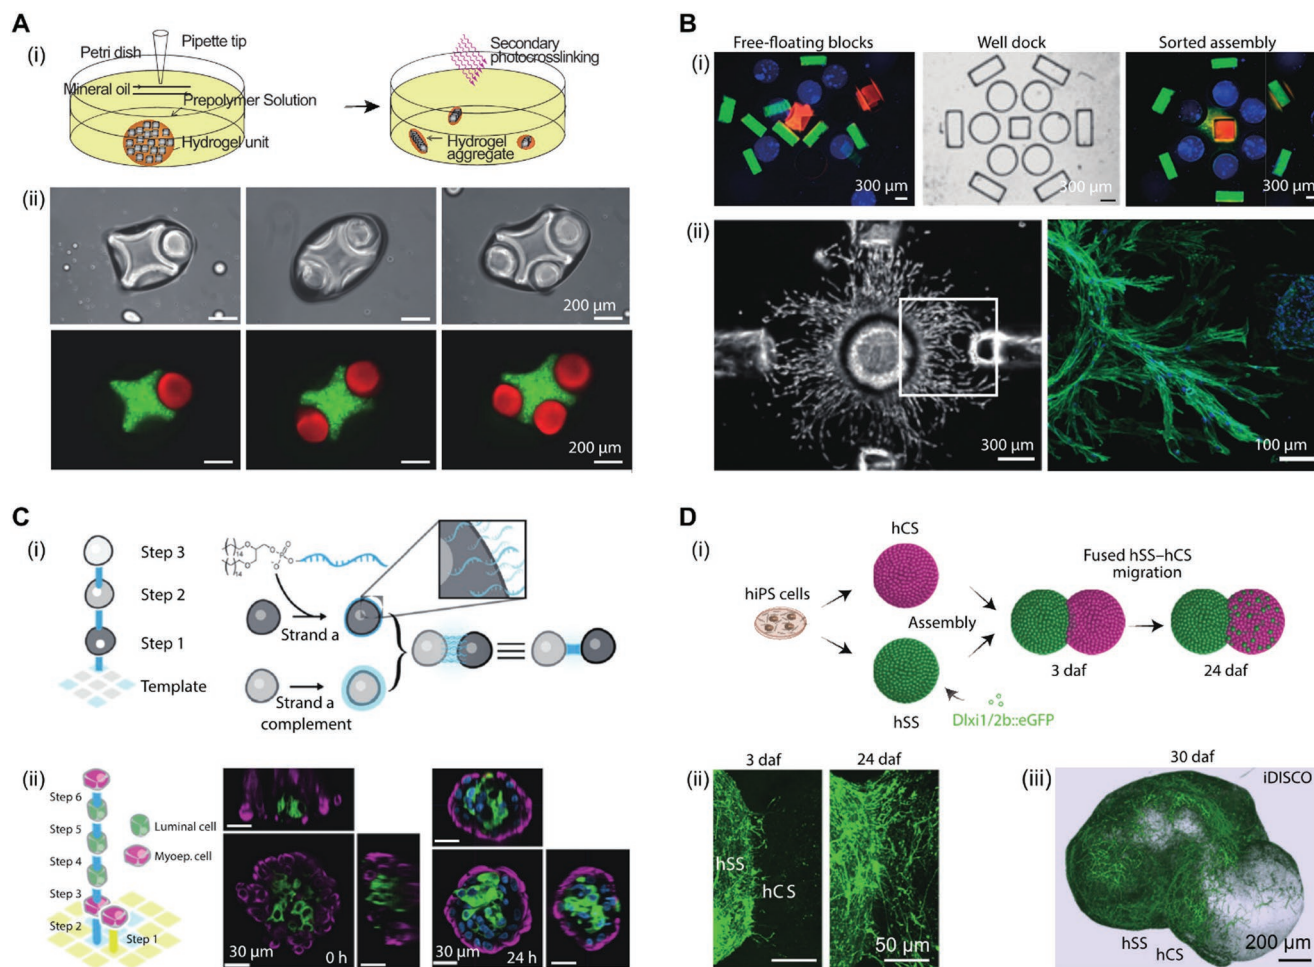 A
(i)
Petri dish
Pipette tip
Mineral oil
Prepolymer Solution
Hydrogel unit
Secondary
photocrosslinking
Hydrogel
aggregate
(ii)
200 µm
200 µm
B
Free-floating blocks
Well dock
Sorted assembly
(i)
300 µm
300 µm
300 µm
(ii)
300 µm
100 µm
C
(i)
Step 3
Step 2
Step 1
Template
14
14
O
O
O
P
O
O⁻
O
Strand a
Strand a
complement
(ii)
Step 6
Step 5
Step 4
Step 3
Step 2
Step 1
Luminal cell
Myoep. cell
30 µm
0 h
30 µm
24 h
D
(i)
hiPS cells
hCS
Assembly
hSS
Dlxi1/2b::eGFP
Fused hSS–hCS
migration
3 daf
24 daf
(ii)
3 daf
24 daf
hSS
hC S
50 µm
(iii)
30 daf
iDISCO
hSS
hCS
200 µm